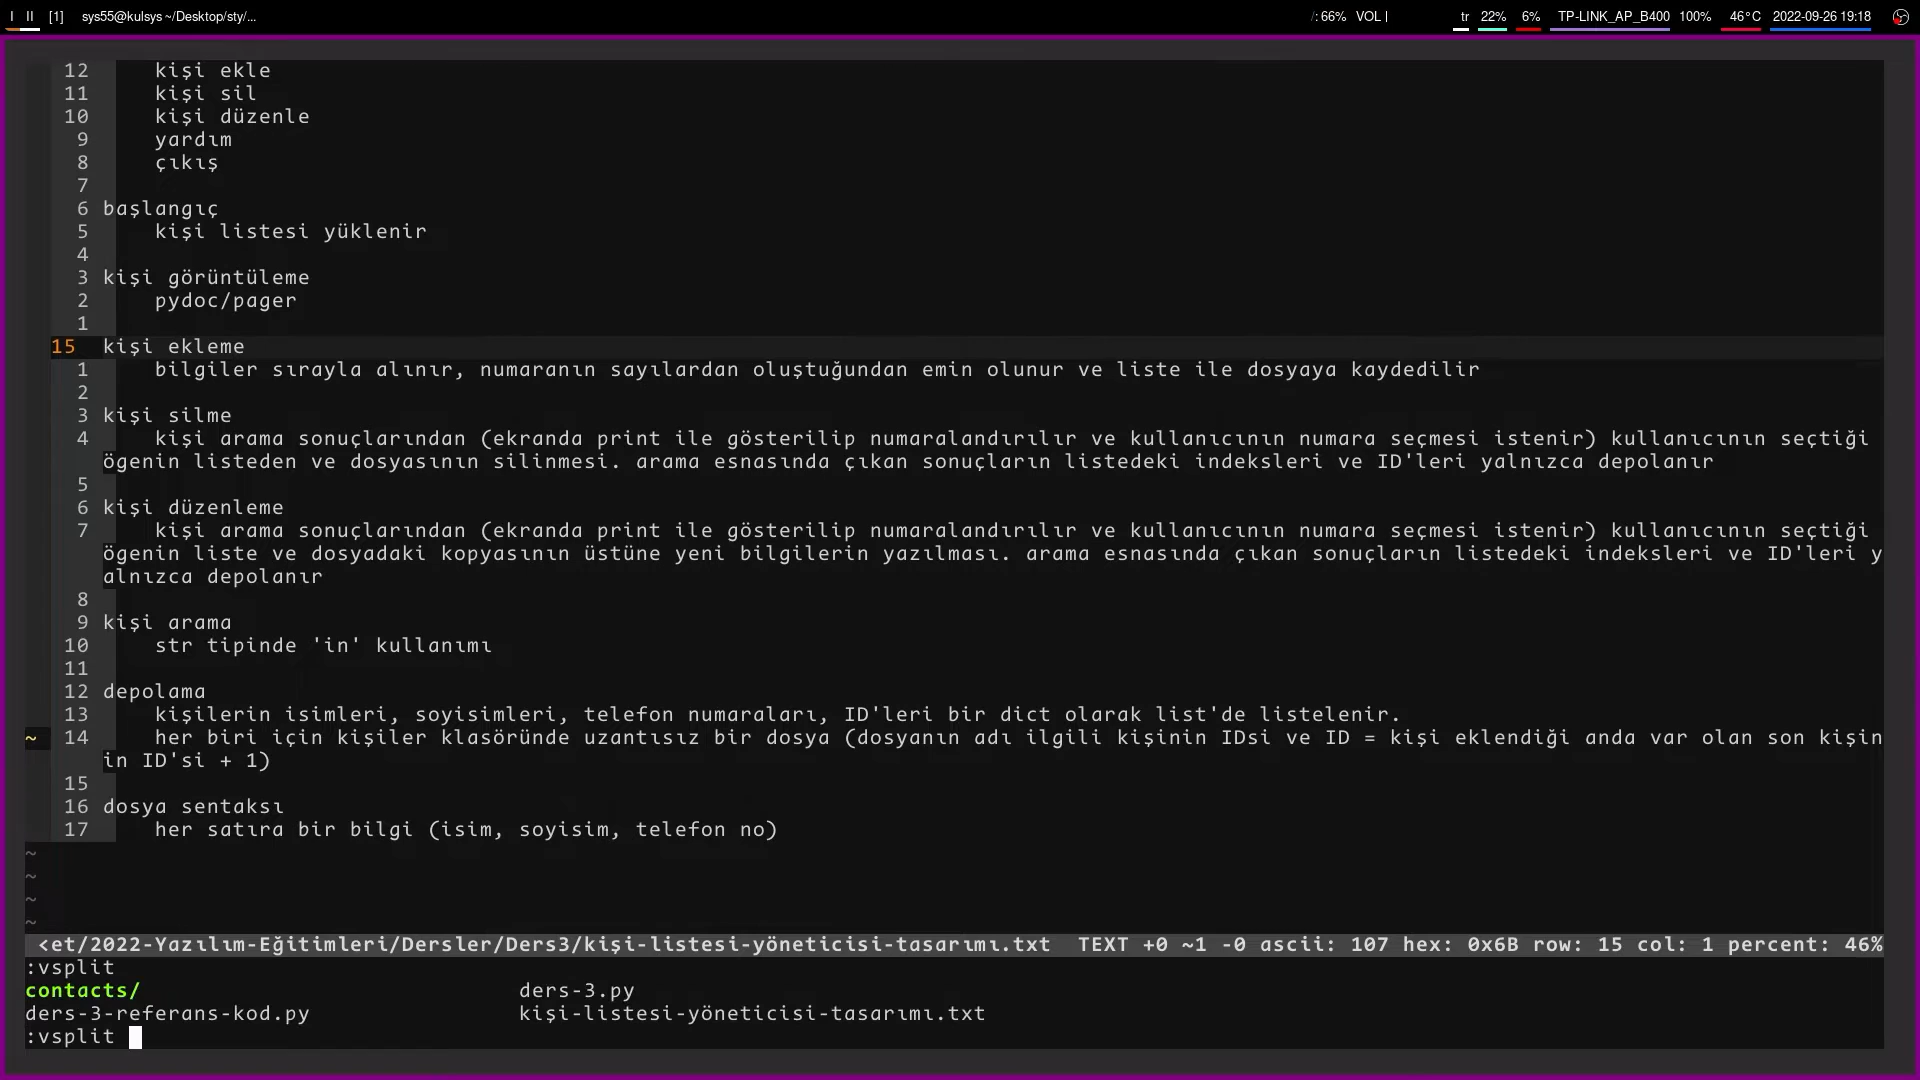 I II [1] sys55@kulsys ~/Desktop/sty/... /: 66% VOL | tr 22% 6% TP-LINK_AP_B400 100% 46°C 2022-09-26 19:18
12 kişi ekle
11 kişi sil
10 kişi düzenle
9 yardım
8 çıkış
7
6 başlangıç
5 kişi listesi yüklenir
4
3 kişi görüntüleme
2 pydoc/pager
1
15 kişi ekleme
1 bilgiler sırayla alınır, numaranın sayılardan oluştuğundan emin olunur ve liste ile dosyaya kaydedilir
2
3 kişi silme
4 kişi arama sonuçlarından (ekranda print ile gösterilip numaralandırılır ve kullanıcının numara seçmesi istenir) kullanıcının seçtiği
ögenin listeden ve dosyasının silinmesi. arama esnasında çıkan sonuçların listedeki indeksleri ve ID'leri yalnızca depolanır
5
6 kişi düzenleme
7 kişi arama sonuçlarından (ekranda print ile gösterilip numaralandırılır ve kullanıcının numara seçmesi istenir) kullanıcının seçtiği
ögenin liste ve dosyadaki kopyasının üstüne yeni bilgilerin yazılması. arama esnasında çıkan sonuçların listedeki indeksleri ve ID'leri y
alnızca depolanır
8
9 kişi arama
10 str tipinde 'in' kullanımı
11
12 depolama
13 kişilerin isimleri, soyisimleri, telefon numaraları, ID'leri bir dict olarak list'de listelenir.
~ 14 her biri için kişiler klasöründe uzantısız bir dosya (dosyanın adı ilgili kişinin IDsi ve ID = kişi eklendiği anda var olan son kişin
in ID'si + 1)
15
16 dosya sentaksı
17 her satıra bir bilgi (isim, soyisim, telefon no)
~
~
~
~
<et/2022-Yazılım-Eğitimleri/Dersler/Ders3/kişi-listesi-yöneticisi-tasarımı.txt TEXT +0 ~1 -0 ascii: 107 hex: 0x6B row: 15 col: 1 percent: 46%
:vsplit
contacts/ ders-3.py
ders-3-referans-kod.py kişi-listesi-yöneticisi-tasarımı.txt
:vsplit